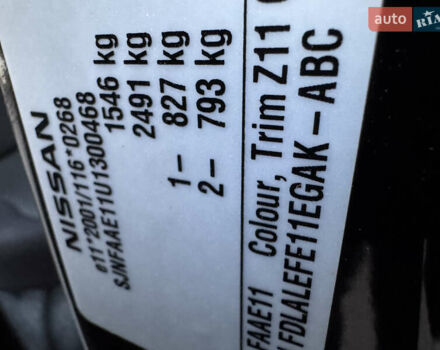 NISSAN
e11*2001/116*0268
SJNFAAE11U1300468
1546 kg
2491 kg
1– 827 kg
2– 793 kg
FAAE11 Colour, Trim Z11
FDLALEFE11EGAK–ABC
auto RIA